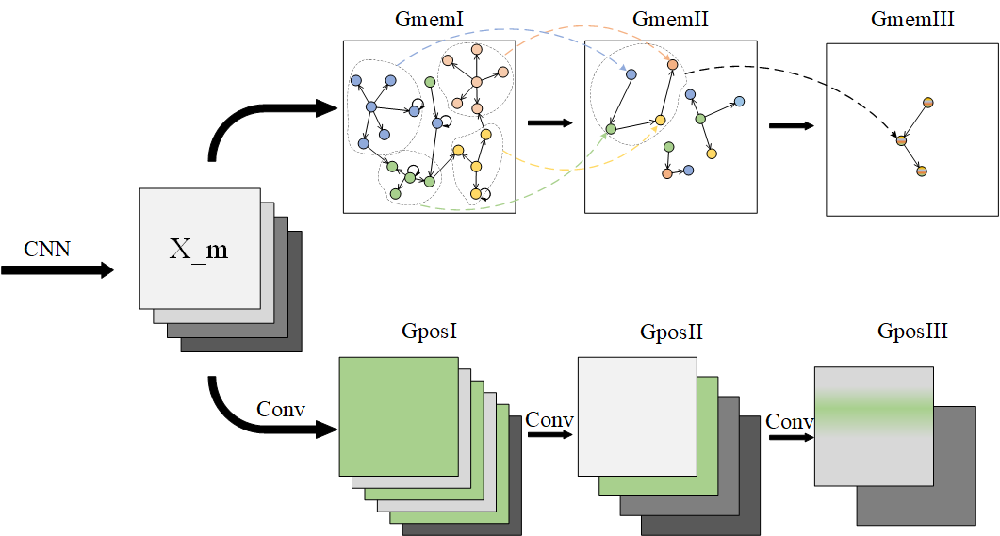 GmemI
GmemII
GmemIII
CNN
X_m
GposI
GposII
GposIII
Conv
Conv
Conv